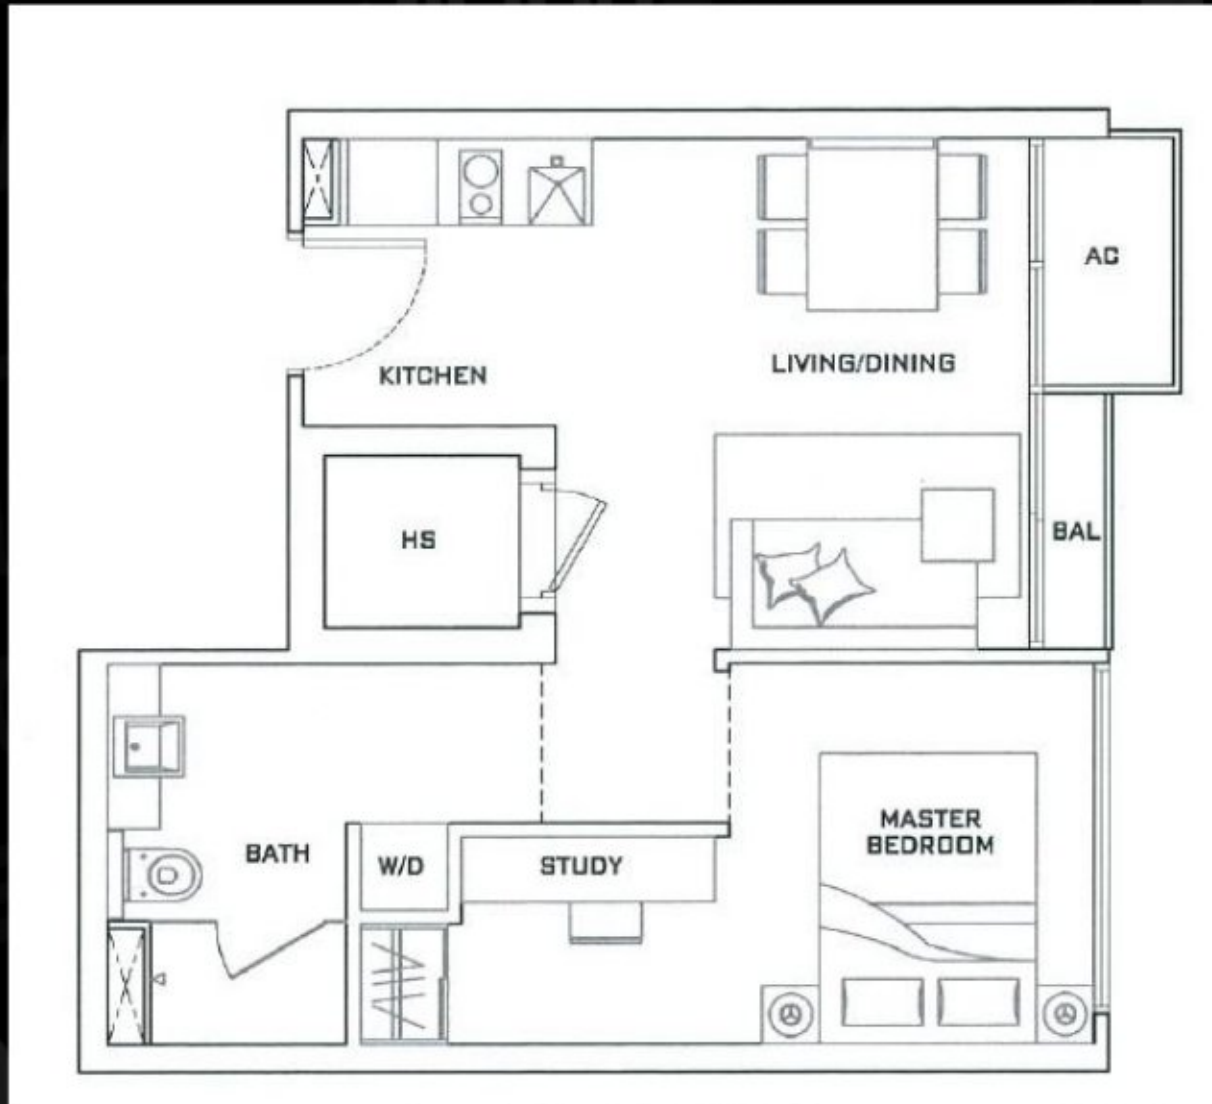 AC
LIVING/DINING
KITCHEN
HS
BAL
MASTER
BEDROOM
BATH
W/D
STUDY